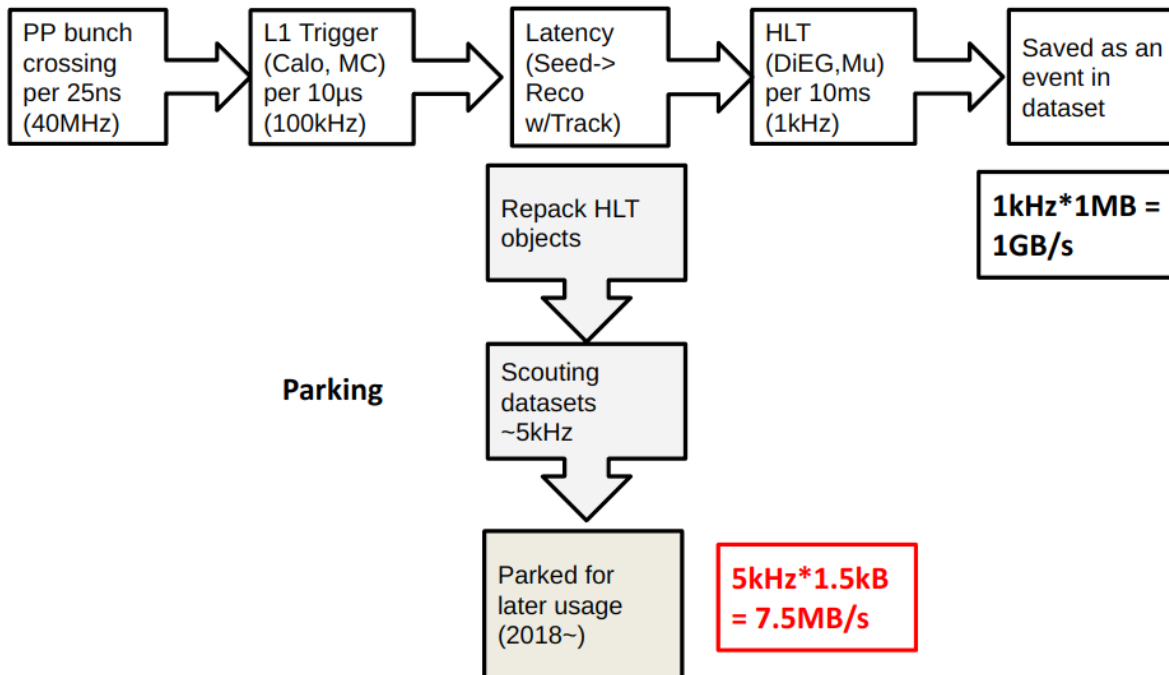 PP bunch
crossing
per 25ns
(40MHz)
L1 Trigger
(Calo, MC)
per 10µs
(100kHz)
Latency
(Seed->
Reco
w/Track)
HLT
(DiEG,Mu)
per 10ms
(1kHz)
Saved as an
event in
dataset
1kHz*1MB =
1GB/s
Repack HLT
objects
Scouting
datasets
~5kHz
Parking
Parked for
later usage
(2018~)
5kHz*1.5kB
= 7.5MB/s